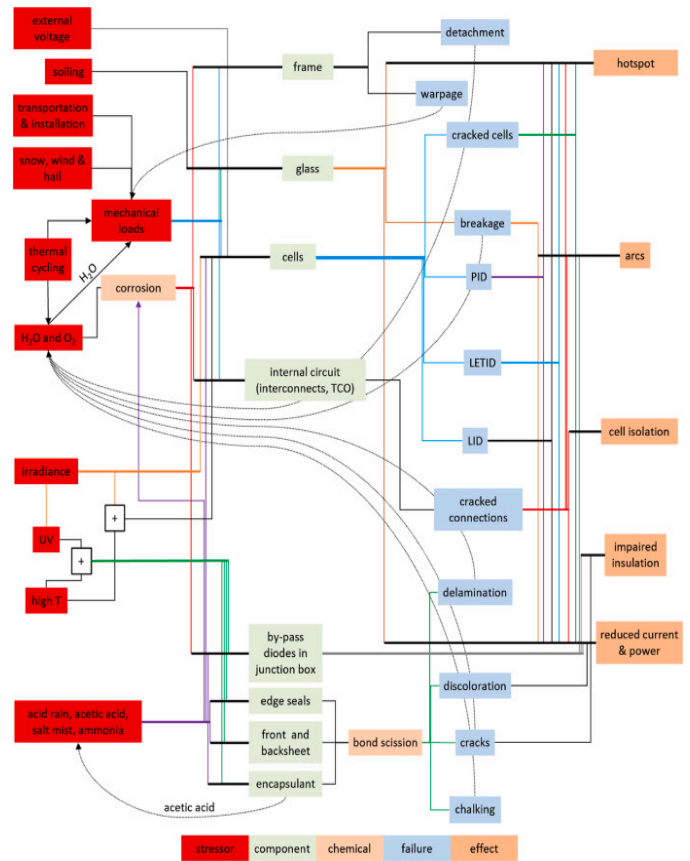 external
voltage
detachment
soiling
frame
hotspot
transportation
& installation
warpage
cracked cells
snow, wind &
hail
glass
mechanical
loads
breakage
thermal
cycling
H₂O
cells
arcs
PID
corrosion
H₂O and O₂
internal circuit
(interconnects, TCO)
LETID
LID
cell isolation
irradiance
cracked
connections
+
UV
+
impaired
insulation
high T
delamination
by-pass
diodes in
junction box
reduced current
& power
discoloration
edge seals
acid rain, acetic acid,
salt mist, ammonia
front and
backsheet
bond scission
cracks
encapsulant
acetic acid
chalking
stressor
component
chemical
failure
effect